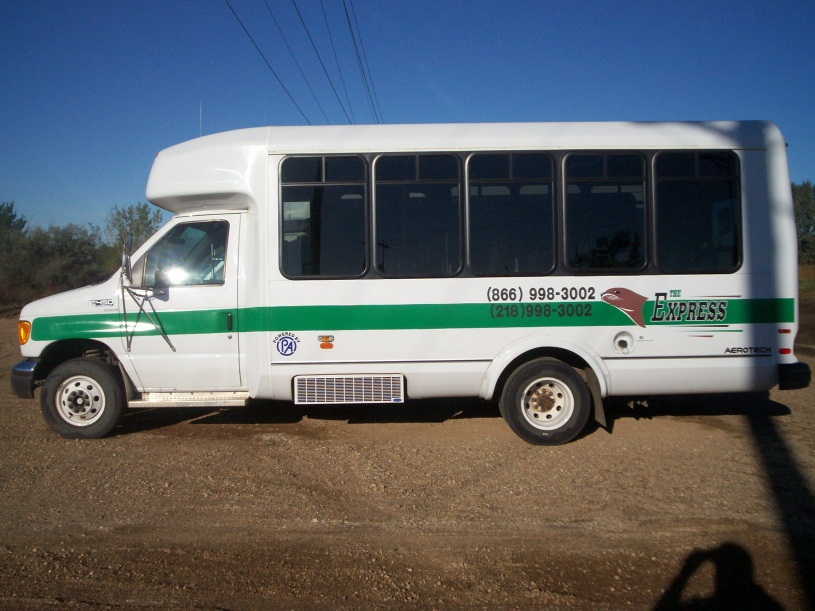 (866) 998-3002
(218)998-3002
THE
EXPRESS
POWERED BY
PA
AEROTECH